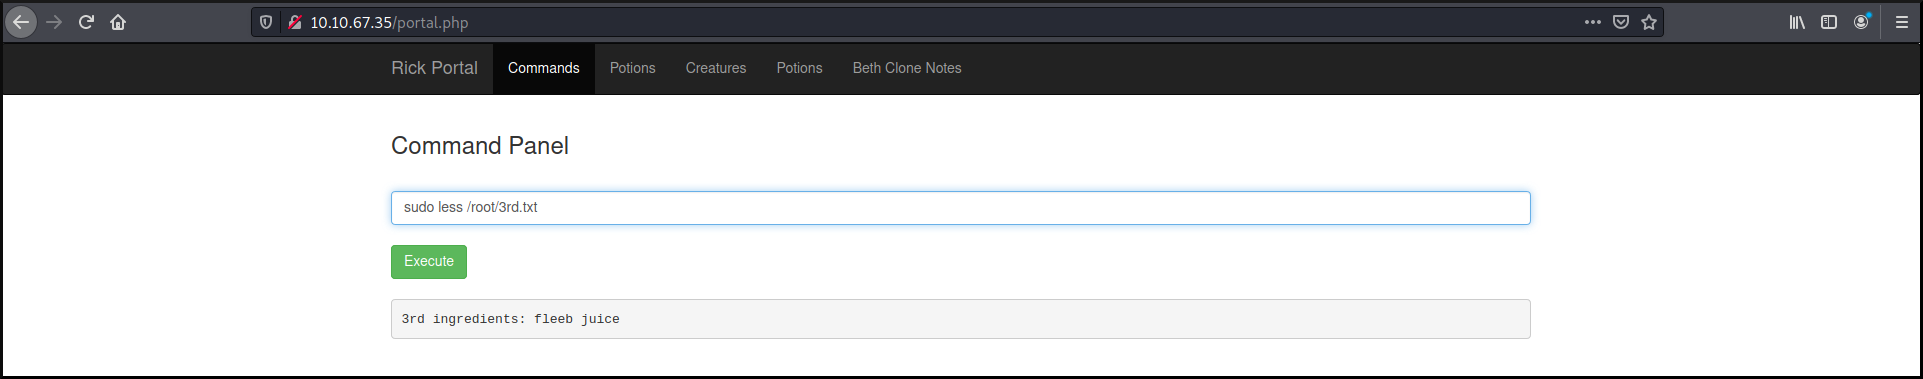 10.10.67.35/portal.php
Rick Portal Commands Potions Creatures Potions Beth Clone Notes
Command Panel
sudo less /root/3rd.txt
Execute
3rd ingredients: fleeb juice